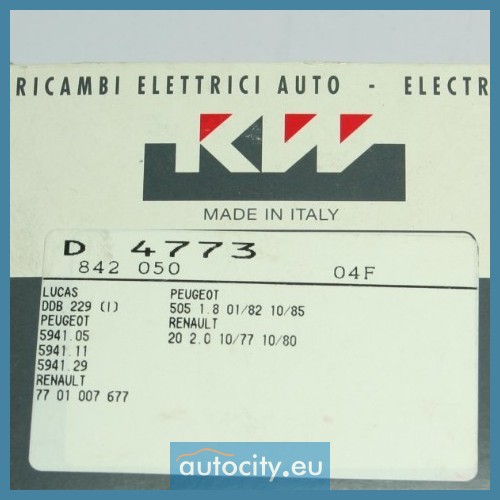 RICAMBI ELETTRICI AUTO - ELECTR
KW
MADE IN ITALY
D 4773
842 050 04F
LUCAS
DDB 229 (I)
PEUGEOT
5941.05
5941.11
5941.29
RENAULT
77 01 007 677
PEUGEOT
505 1.8 01/82 10/85
RENAULT
20 2.0 10/77 10/80
autocity.eu